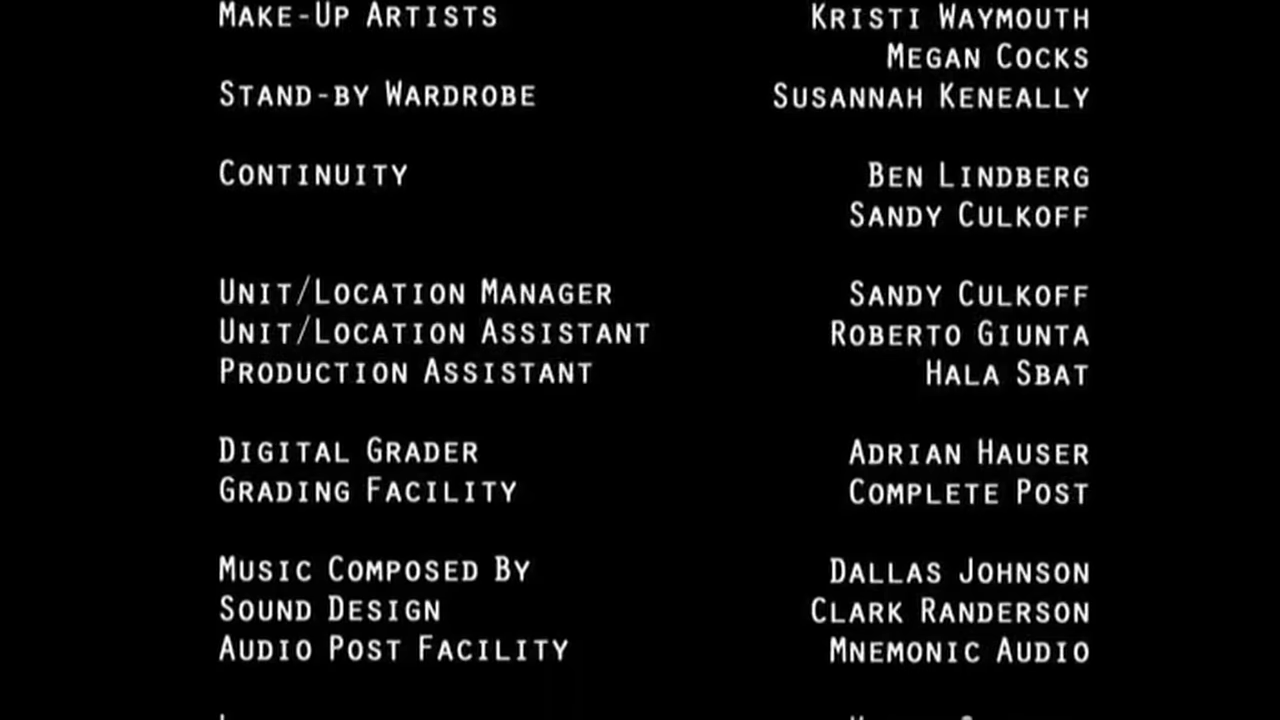 Make-Up Artists Kristi Waymouth
Megan Cocks
Stand-by Wardrobe Susannah Keneally
Continuity Ben Lindberg
Sandy Culkoff
Unit/Location Manager Sandy Culkoff
Unit/Location Assistant Roberto Giunta
Production Assistant Hala Sbat
Digital Grader Adrian Hauser
Grading Facility Complete Post
Music Composed By Dallas Johnson
Sound Design Clark Randerson
Audio Post Facility Mnemonic Audio